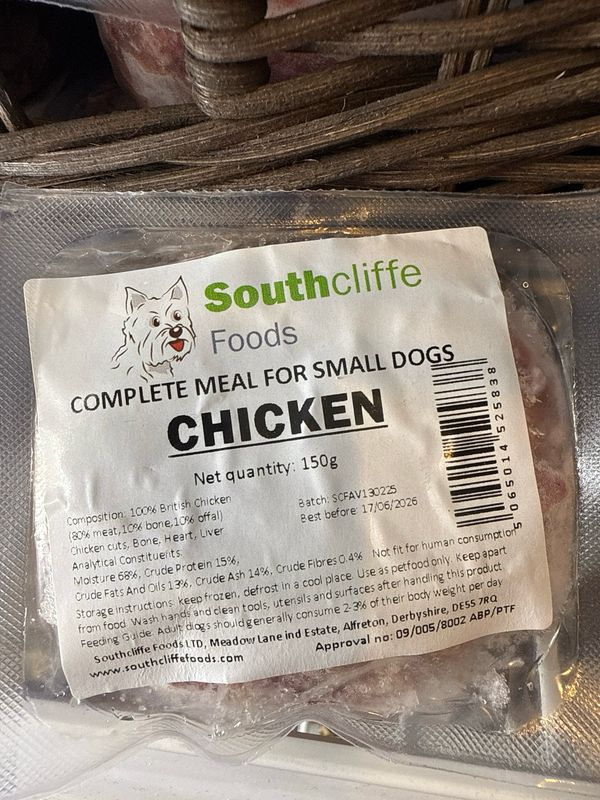 Southcliffe
Foods
COMPLETE MEAL FOR SMALL DOGS
CHICKEN
Net quantity: 150g
Composition: 100% British Chicken
(80% meat, 10% bone, 10% offal)
Chicken cuts, Bone, Heart, Liver
Batch: SCFAV130225
Best before: 17/06/2026
Analytical Constituents:
Moisture 68%, Crude Protein 15%,
Crude Fats And Oils 13%, Crude Ash 14%, Crude Fibres 0.4% Not fit for human consumption
Storage instructions: keep frozen, defrost in a cool place. Use as petfood only. Keep apart
from food. Wash hands and clean tools, utensils and surfaces after handling this product.
Feeding Guide: Adult dogs should generally consume 2-3% of their body weight per day
Southcliffe Foods LTD, Meadow Lane ind Estate, Alfreton, Derbyshire, DE55 7RQ
www.southcliffefoods.com
Approval no: 09/005/8002 ABP/PTF
5 065014 525838